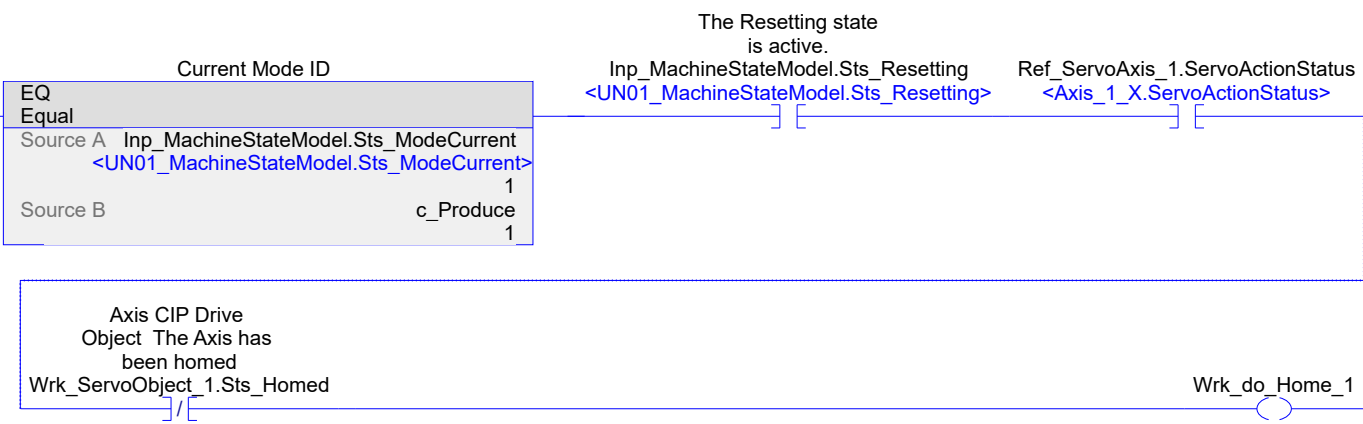 The Resetting state
is active.
Current Mode ID
Inp_MachineStateModel.Sts_Resetting
Ref_ServoAxis_1.ServoActionStatus
EQ
<UN01_MachineStateModel.Sts_Resetting>
<Axis_1_X.ServoActionStatus>
Equal
Source A Inp_MachineStateModel.Sts_ModeCurrent
<UN01_MachineStateModel.Sts_ModeCurrent>
1
Source B c_Produce
1
Axis CIP Drive
Object The Axis has
been homed
Wrk_ServoObject_1.Sts_Homed
Wrk_do_Home_1